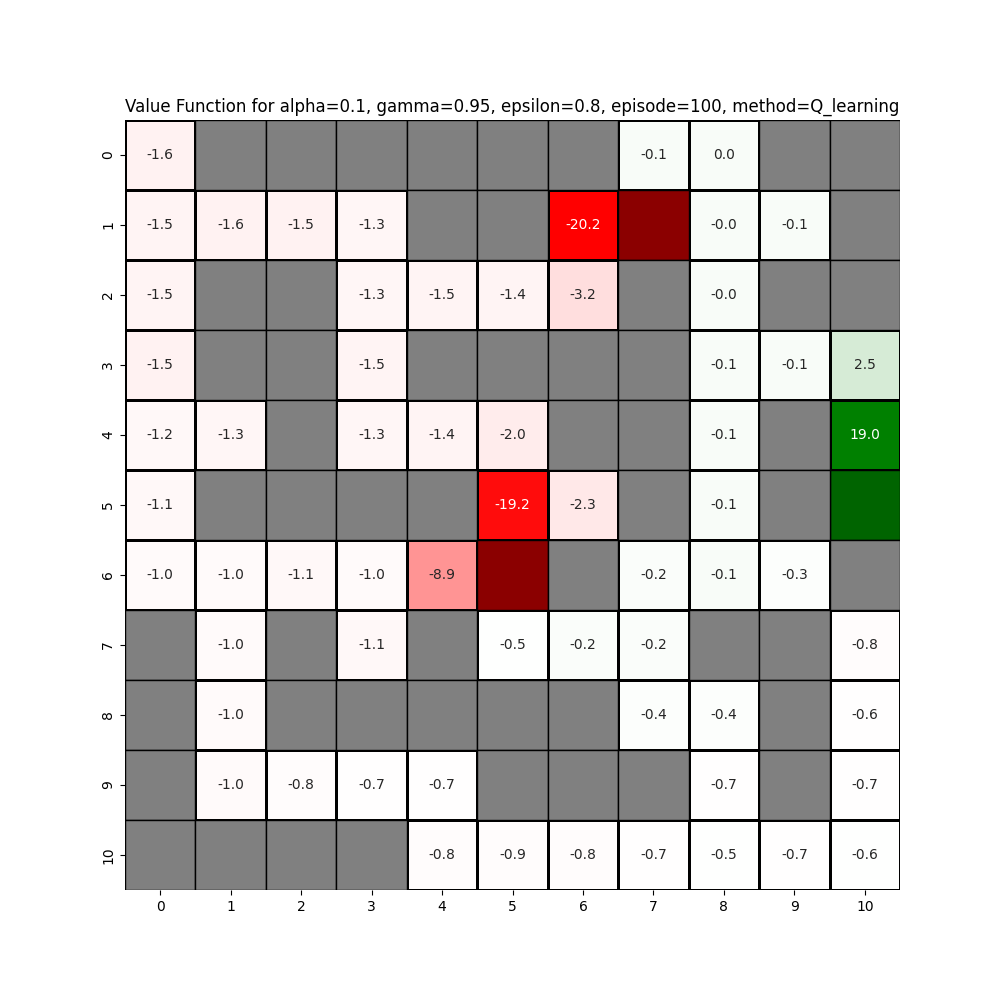 Value Function for alpha=0.1, gamma=0.95, epsilon=0.8, episode=100, method=Q_learning
0 -1.6 -0.1 0.0
1 -1.5 -1.6 -1.5 -1.3 -20.2 -0.0 -0.1
2 -1.5 -1.3 -1.5 -1.4 -3.2 -0.0
3 -1.5 -1.5 -0.1 -0.1 2.5
4 -1.2 -1.3 -1.3 -1.4 -2.0 -0.1 19.0
5 -1.1 -19.2 -2.3 -0.1
6 -1.0 -1.0 -1.1 -1.0 -8.9 -0.2 -0.1 -0.3
7 -1.0 -1.1 -0.5 -0.2 -0.2 -0.8
8 -1.0 -0.4 -0.4 -0.6
9 -1.0 -0.8 -0.7 -0.7 -0.7 -0.7
10 -0.8 -0.9 -0.8 -0.7 -0.5 -0.7 -0.6
0 1 2 3 4 5 6 7 8 9 10